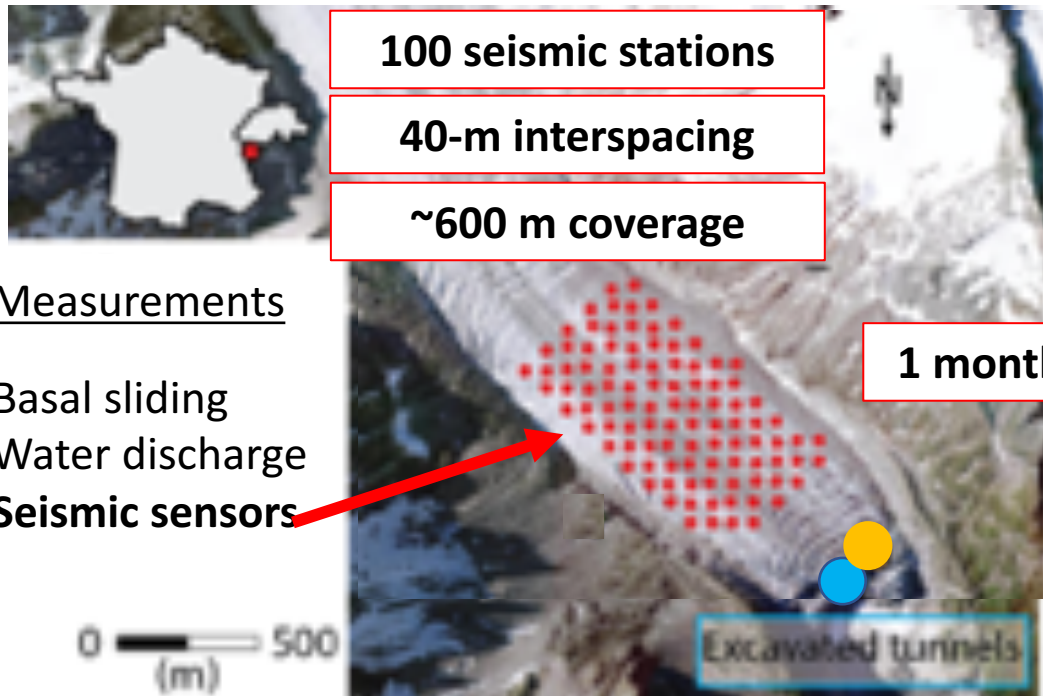 100 seismic stations
40-m interspacing
~600 m coverage
N
Measurements
1 month
Basal sliding
Water discharge
Seismic sensors
0 500
(m)
Excavated tunnels